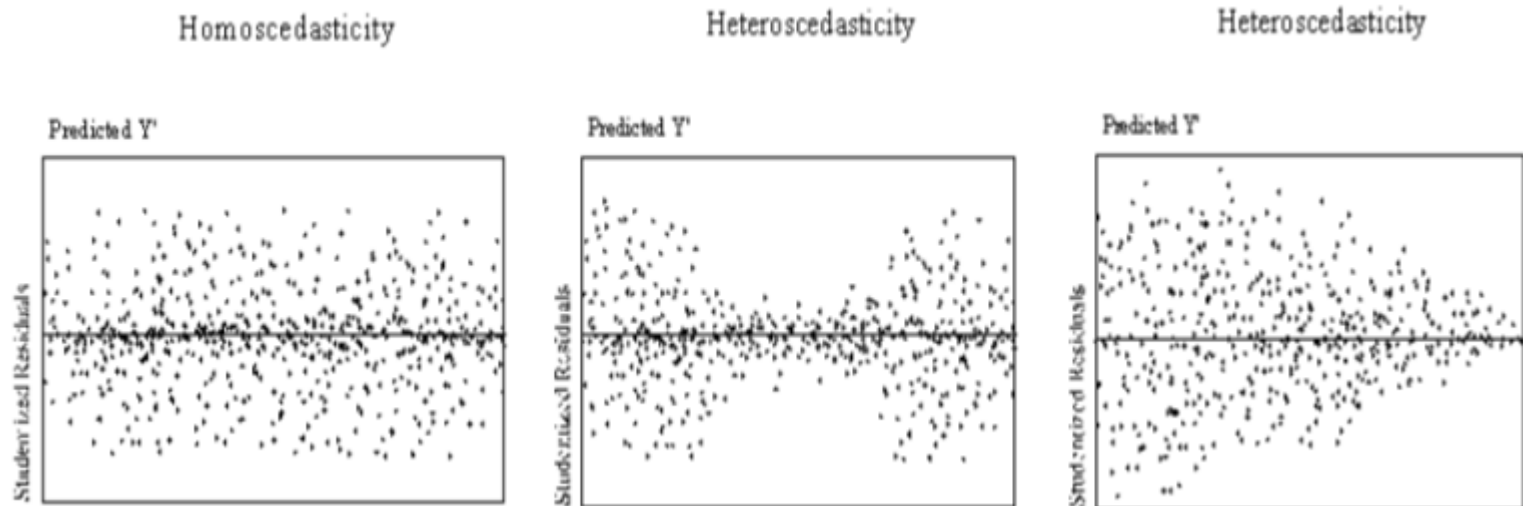 Homoscedasticity
Heteroscedasticity
Heteroscedasticity
Predicted Y'
Predicted Y'
Predicted Y'
Studentized Residuals
Studentized Residuals
Studentized Residuals